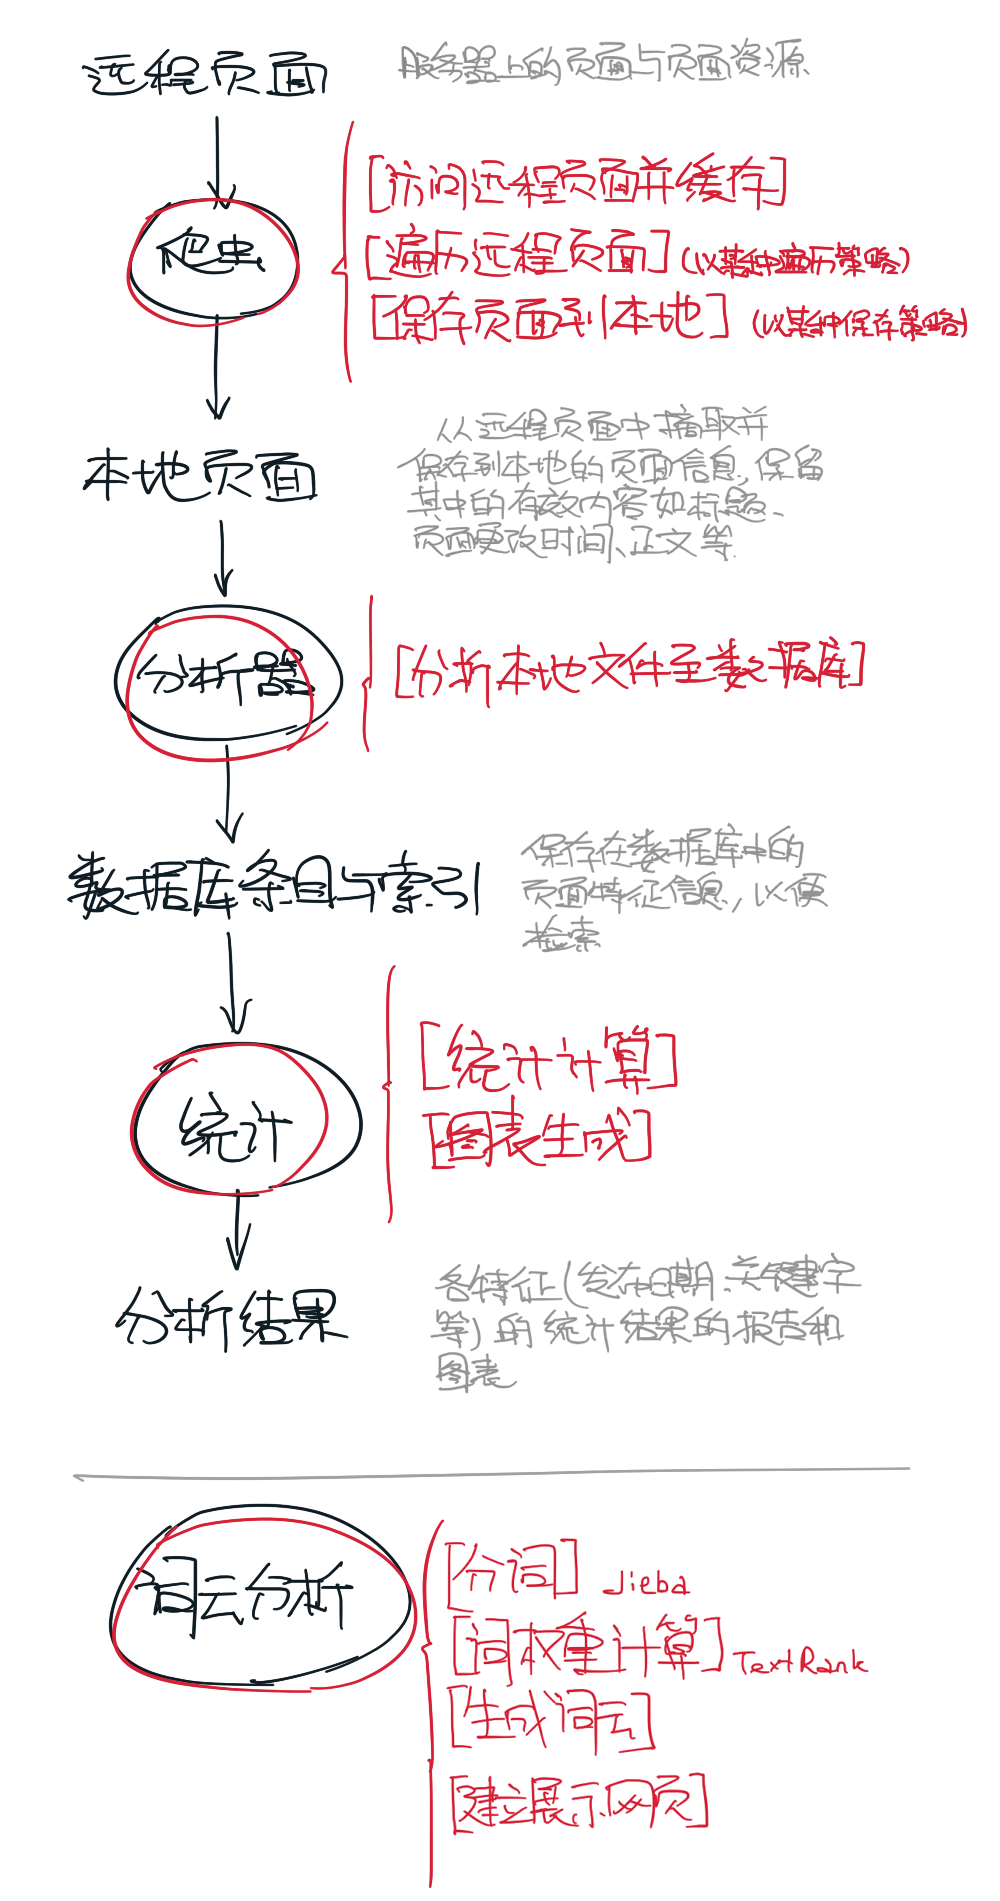 远程页面
服务器上的页面与页面资源
爬虫
[访问远程页面并缓存]
[遍历远程页面] (以某种遍历策略)
[保存页面到本地] (以某种保存策略)
本地页面
从远程页面中摘取并
保存到本地的页面信息,保留
其中的有效内容如标题、
页面更改时间、正文等.
分析器
[分析本地文件至数据库]
数据库条目与索引
保存在数据库中的
页面特征信息,以便
检索
统计
[统计计算]
[图表生成]
分析结果
各特征(发布日期、关键字
等)的统计结果的报告和
图表
词云分析
[分词] Jieba
[词权重计算] TextRank
[生成词云]
[建立展示网页]